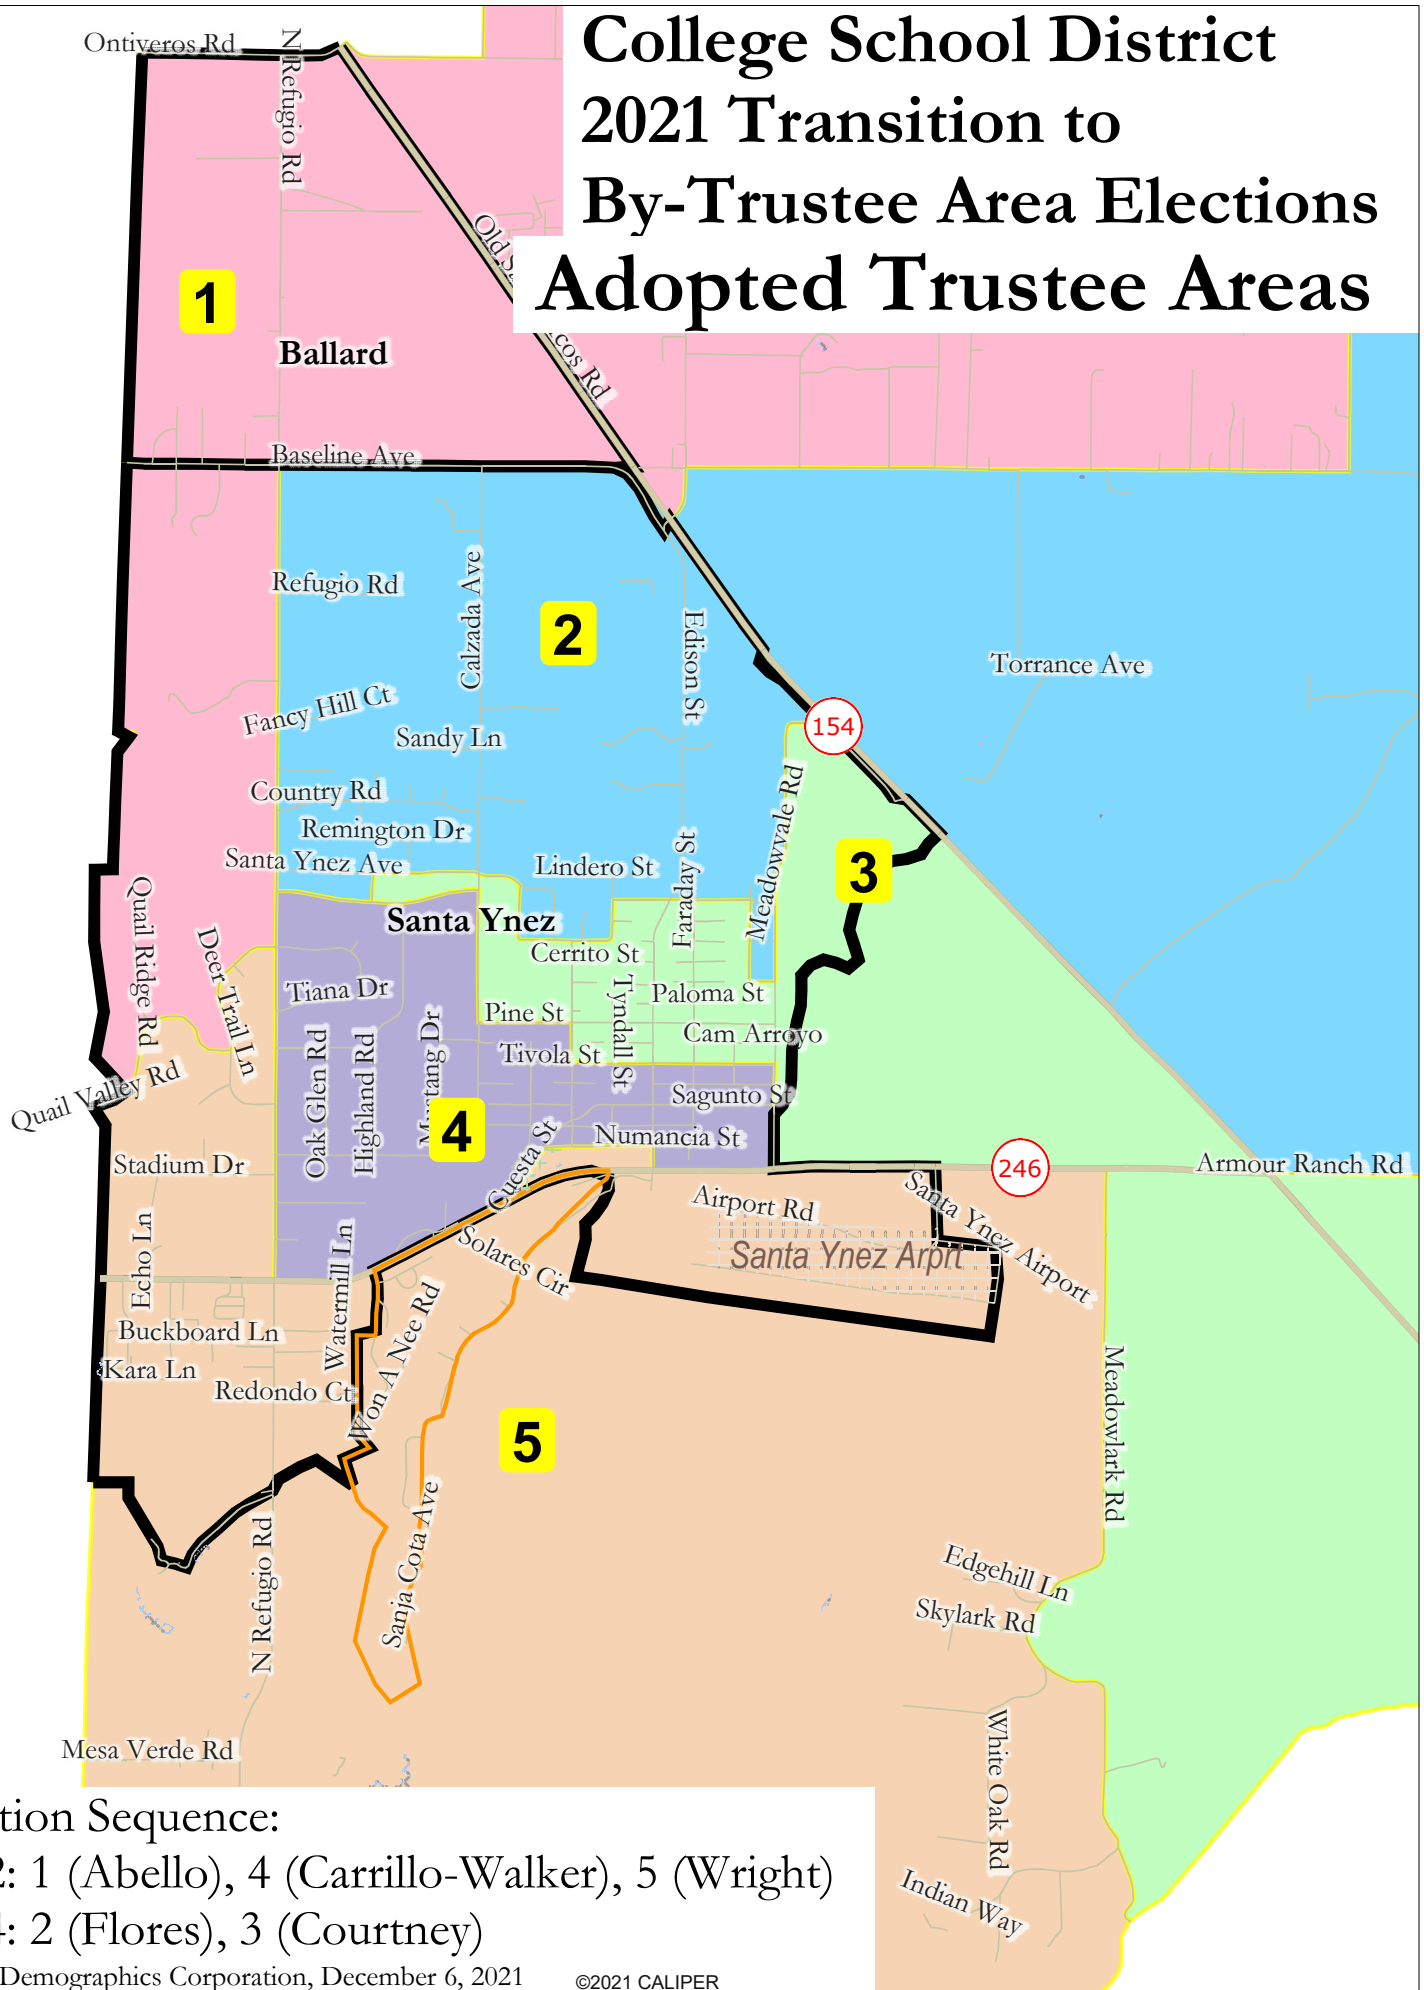 College School District
2021 Transition to
By-Trustee Area Elections
Adopted Trustee Areas
Ontiveros Rd
N Refugio Rd
Old S
cos Rd
1
Ballard
Baseline Ave
Refugio Rd
Calzada Ave
2
Edison St
Torrance Ave
Fancy Hill Ct
Sandy Ln
154
Country Rd
Meadowvale Rd
Remington Dr
Santa Ynez Ave
Lindero St
Faraday St
3
Quail Ridge Rd
Santa Ynez
Deer Trail Ln
Cerrito St
Tiana Dr
Tyndall St
Paloma St
Pine St
Cam Arroyo
Oak Glen Rd
Highland Rd
Mustang Dr
Tivola St
Quail Valley Rd
Sagunto St
4
Cuesta St
Numancia St
Stadium Dr
246
Armour Ranch Rd
Airport Rd
Santa Ynez Airport
Echo Ln
Watermill Ln
Solares Cir
Santa Ynez Arprt
Buckboard Ln
Won A Nee Rd
Kara Ln
Redondo Ct
Meadowlark Rd
5
Sanja Cota Ave
N Refugio Rd
Edgehill Ln
Skylark Rd
White Oak Rd
Mesa Verde Rd
Indian Way
tion Sequence:
2: 1 (Abello), 4 (Carrillo-Walker), 5 (Wright)
4: 2 (Flores), 3 (Courtney)
Demographics Corporation, December 6, 2021
©2021 CALIPER